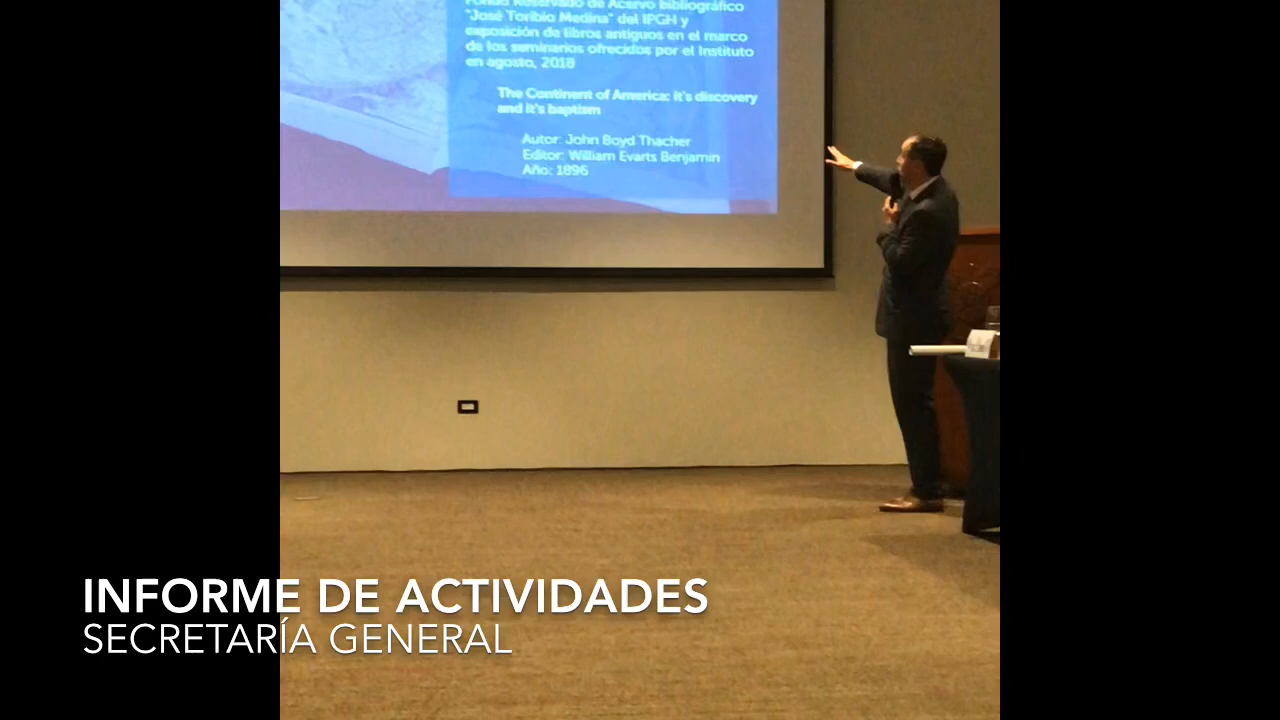 Fondo Reservado de Acervo bibliográfico
"José Toribio Medina" del IPGH y
exposición de libros antiguos en el marco
de los seminarios ofrecidos por el Instituto
en agosto, 2018
The Continent of America: it's discovery
and it's baptism
Autor: John Boyd Thacher
Editor: William Evarts Benjamin
Año: 1896
INFORME DE ACTIVIDADES
SECRETARÍA GENERAL